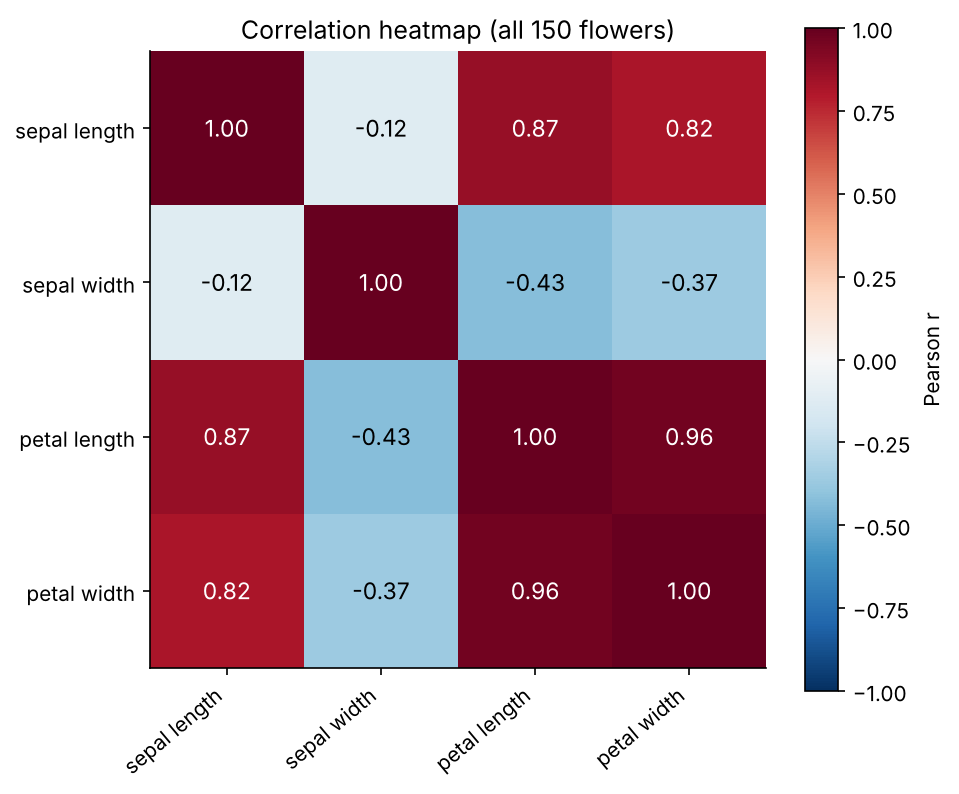 Correlation heatmap (all 150 flowers)
sepal length 1.00 -0.12 0.87 0.82
sepal width -0.12 1.00 -0.43 -0.37
petal length 0.87 -0.43 1.00 0.96
petal width 0.82 -0.37 0.96 1.00
sepal length
sepal width
petal length
petal width
1.00
0.75
0.50
0.25
0.00
−0.25
−0.50
−0.75
−1.00
Pearson r